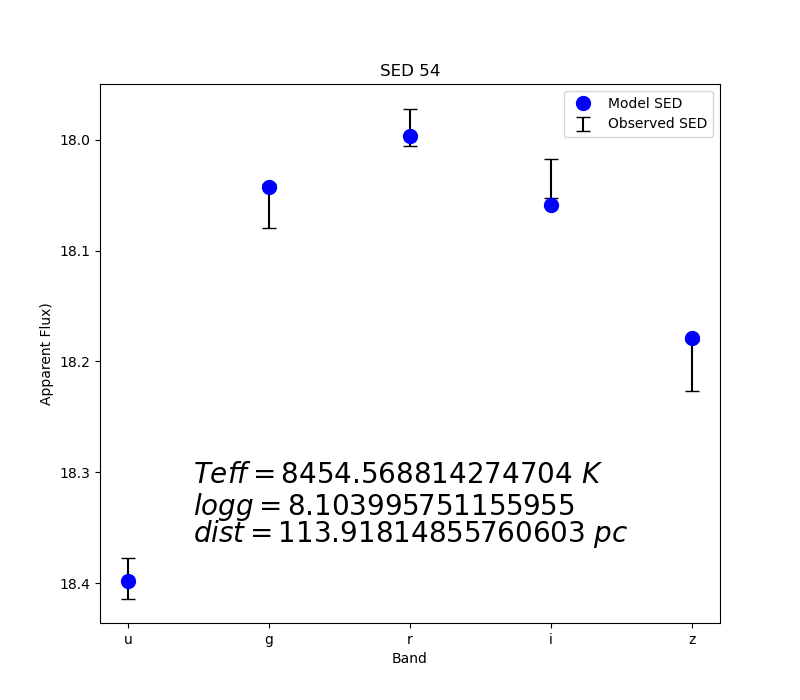 SED 54
Model SED
Observed SED
18.0
18.1
18.2
18.3
18.4
Apparent Flux)
Teff = 8454.568814274704 K
logg = 8.103995751155955
dist = 113.91814855760603 pc
u g r i z
Band